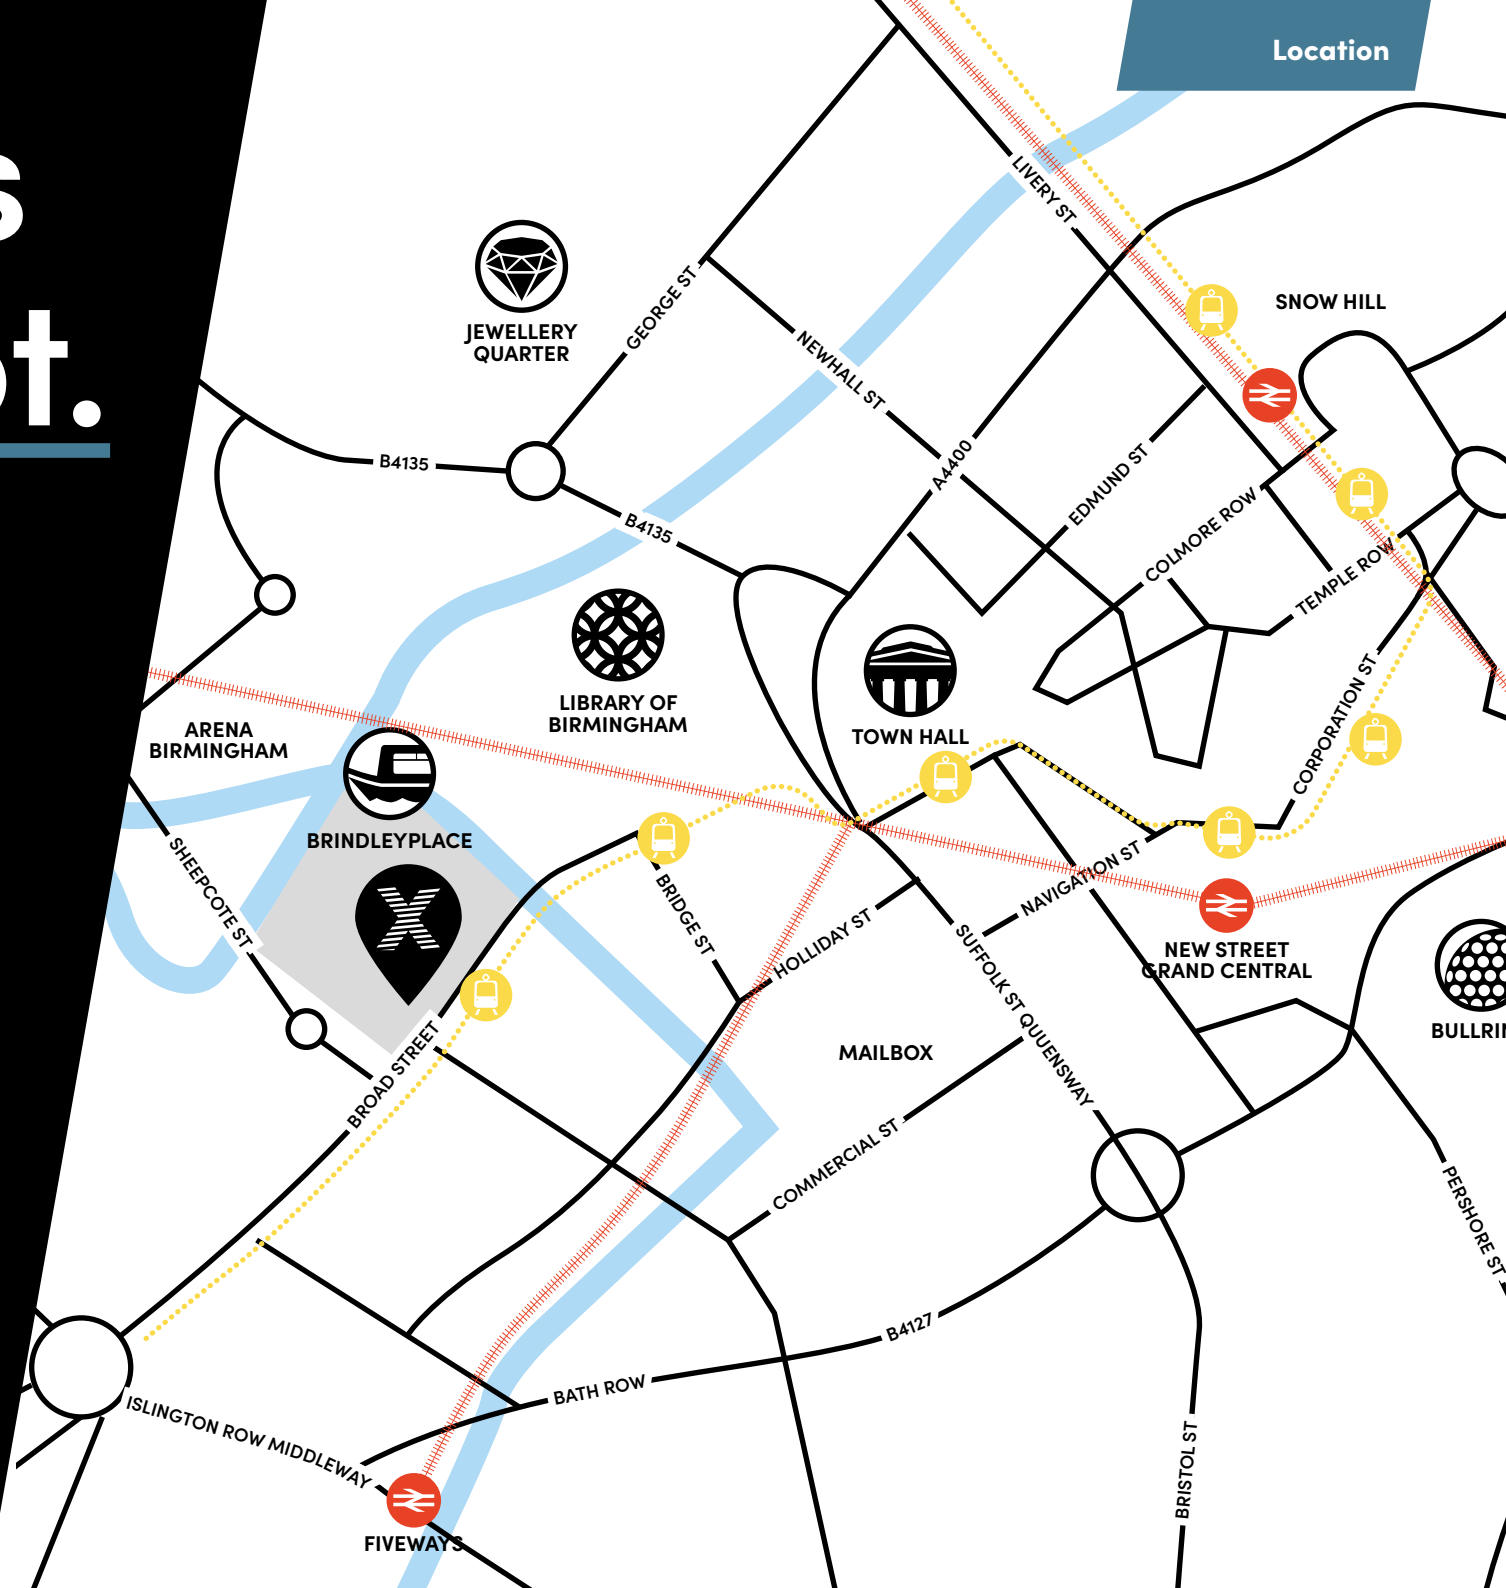 Location
s
t.
LIVERY ST
JEWELLERY
QUARTER
GEORGE ST
SNOW HILL
NEWHALL ST
B4135
A4400
EDMUND ST
B4135
COLMORE ROW
TEMPLE ROW
LIBRARY OF
BIRMINGHAM
TOWN HALL
CORPORATION ST
ARENA
BIRMINGHAM
BRINDLEYPLACE
X
SHEEPCOTE ST
BRIDGE ST
HOLLIDAY ST
NAVIGATION ST
NEW STREET
GRAND CENTRAL
SUFFOLK ST QUUENSWAY
BULLRIN
MAILBOX
BROAD STREET
COMMERCIAL ST
PERSHORE ST
B4127
BATH ROW
ISLINGTON ROW MIDDLEWAY
BRISTOL ST
FIVEWAYS